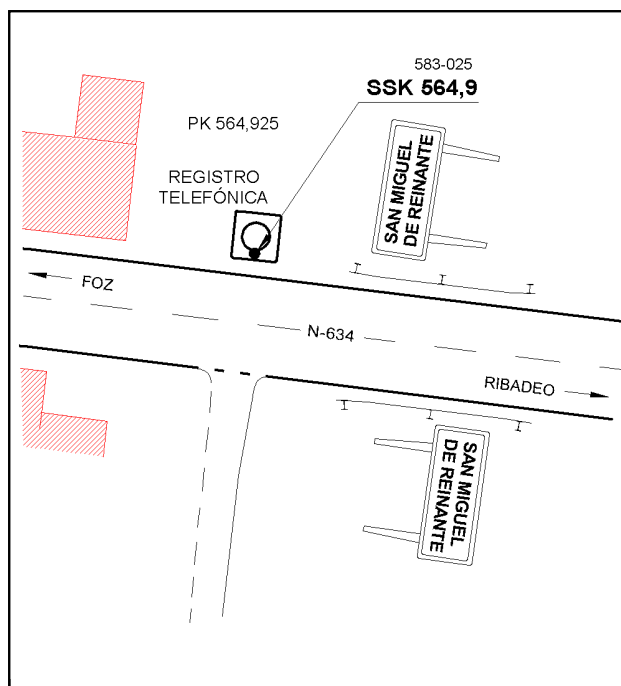 583-025
SSK 564,9
PK 564,925
REGISTRO
TELEFÓNICA
SAN MIGUEL
DE REINANTE
FOZ
N-634
RIBADEO
SAN MIGUEL
DE REINANTE